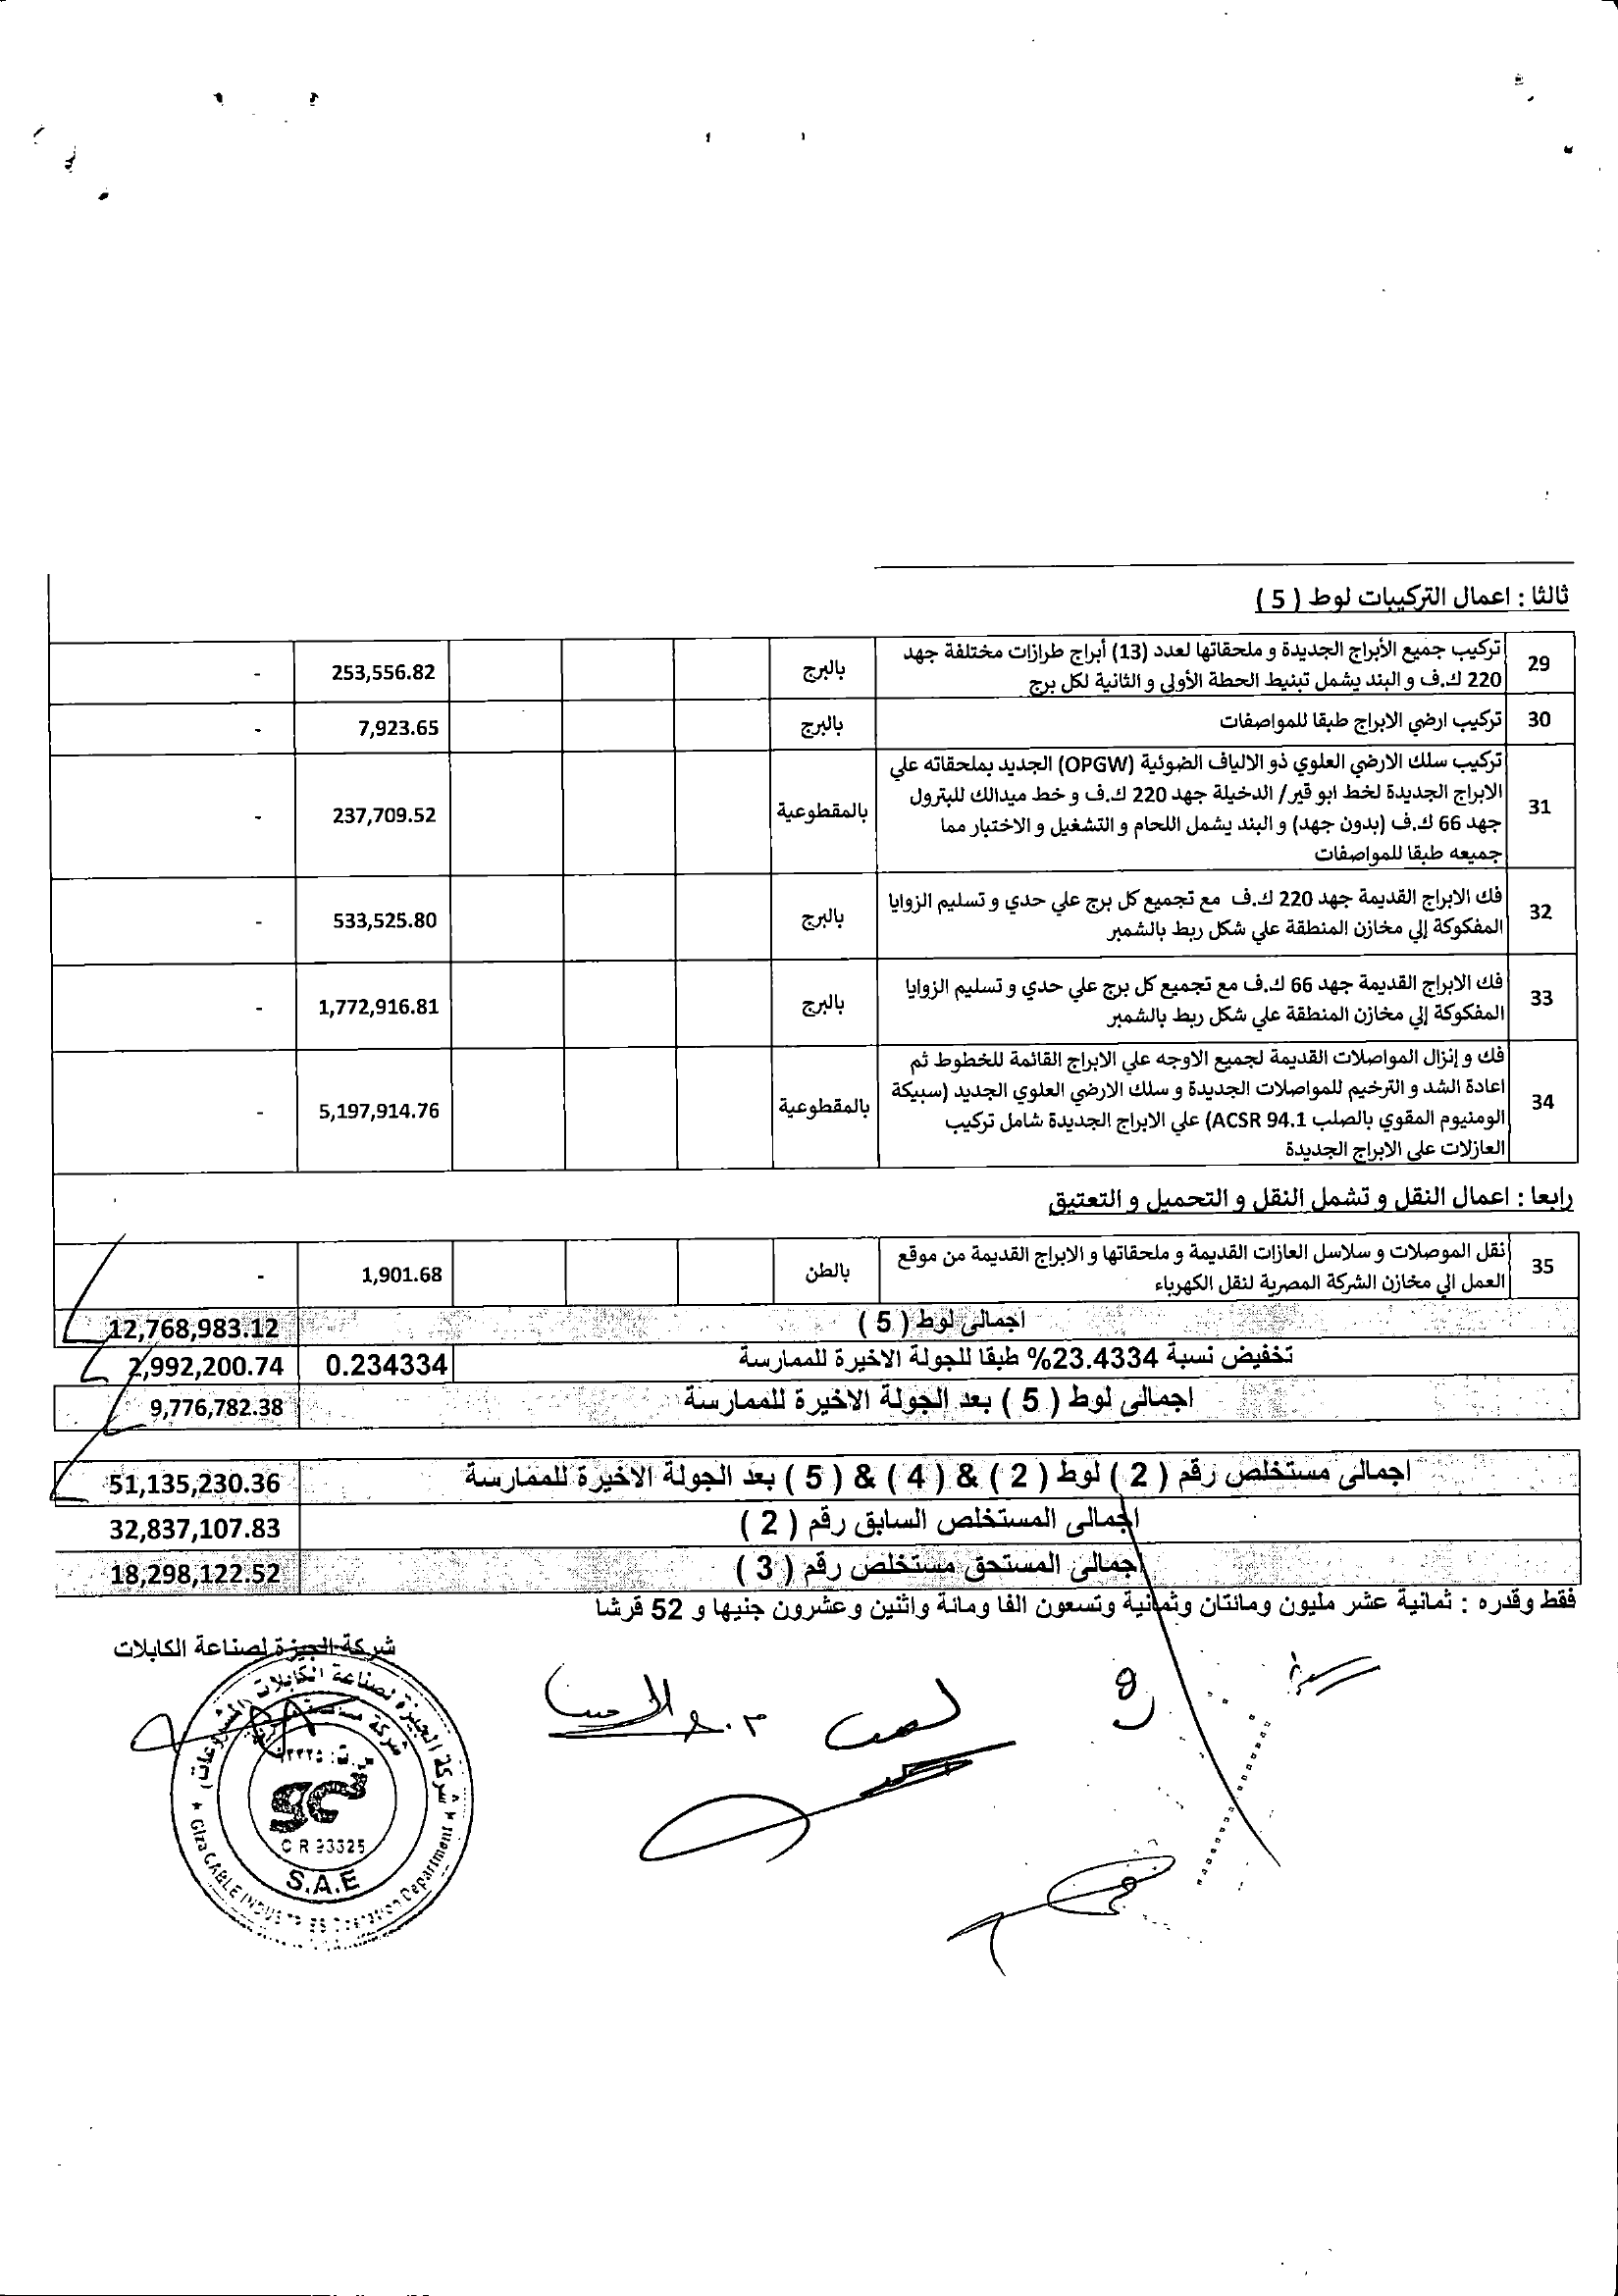 ثالثا : اعمال التركيبات لوط ( 5 )
29 تركيب جميع الأبراج الجديدة و ملحقاتها لعدد (13) أبراج طرازات مختلفة جهد
220 ك.ف و البند يشمل تبنيط الحطة الأولى و الثانية لكل برج
بالبرج 253,556.82 -
30 تركيب ارضي الابراج طبقا للمواصفات بالبرج 7,923.65 -
31 تركيب سلك الارضي العلوي ذو الالياف الضوئية (OPGW) الجديد بملحقاته علي
الابراج الجديدة لخط ابو قير/ الدخيلة جهد 220 ك.ف و خط ميدالك للبترول
جهد 66 ك.ف (بدون جهد) و البند يشمل اللحام و التشغيل و الاختبار مما
جميعه طبقا للمواصفات
بالمقطوعية 237,709.52 -
32 فك الابراج القديمة جهد 220 ك.ف مع تجميع كل برج علي حدي و تسليم الزوايا
المفكوكة إلي مخازن المنطقة علي شكل ربط بالشمبر
بالبرج 533,525.80 -
33 فك الابراج القديمة جهد 66 ك.ف مع تجميع كل برج علي حدي و تسليم الزوايا
المفكوكة إلي مخازن المنطقة علي شكل ربط بالشمبر
بالبرج 1,772,916.81 -
34 فك و إنزال المواصلات القديمة لجميع الاوجه علي الابراج القائمة للخطوط ثم
اعادة الشد و الترخيم للمواصلات الجديدة و سلك الارضي العلوي الجديد (سبيكة
الومنيوم المقوي بالصلب ACSR 94.1) علي الابراج الجديدة شامل تركيب
العازلات على الابراج الجديدة
بالمقطوعية 5,197,914.76 -
رابعا : اعمال النقل و تشمل النقل و التحميل و التعتيق
35 نقل الموصلات و سلاسل العازات القديمة و ملحقاتها و الابراج القديمة من موقع
العمل الي مخازن الشركة المصرية لنقل الكهرباء
بالطن 1,901.68 -
اجمالى لوط ( 5 ) 12,768,983.12
تخفيض نسبة 23.4334% طبقا للجولة الاخيرة للممارسة 0.234334 2,992,200.74
اجمالى لوط ( 5 ) بعد الجولة الاخيرة للممارسة 9,776,782.38
اجمالى مستخلص رقم ( 2 ) لوط ( 2 ) & ( 4 ) & ( 5 ) بعد الجولة الاخيرة للممارسة 51,135,230.36
اجمالى المستخلص السابق رقم ( 2 ) 32,837,107.83
اجمالى المستحق مستخلص رقم ( 3 ) 18,298,122.52
فقط وقدره : ثمانية عشر مليون ومائتان وثمانية وتسعون الفا ومائة واثنين وعشرون جنيها و 52 قرشا
شركة الجيزة لصناعة الكابلات
C R 93325
S.A.E